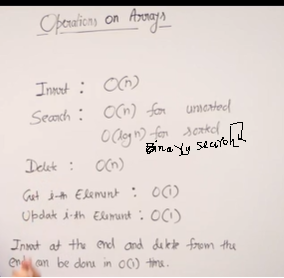 Operations on Arrays
Insert : O(n)
Search : O(n) for unsorted
O(log n) for sorted
Binary search
Delete : O(n)
Get i-th Element : O(1)
Update i-th Element : O(1)
Insert at the end and delete from the
end can be done in O(1) time.